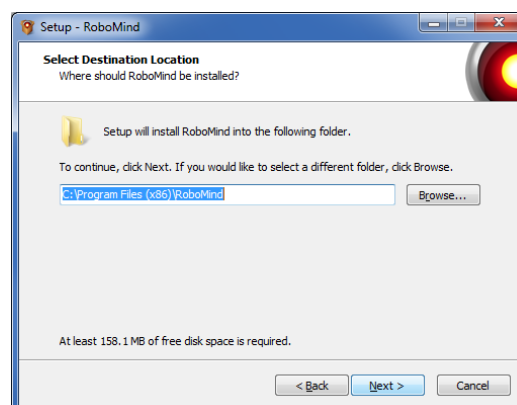 Setup - RoboMind
Select Destination Location
Where should RoboMind be installed?
Setup will install RoboMind into the following folder.
To continue, click Next. If you would like to select a different folder, click Browse.
C:\Program Files (x86)\RoboMind
Browse...
At least 158.1 MB of free disk space is required.
< Back
Next >
Cancel